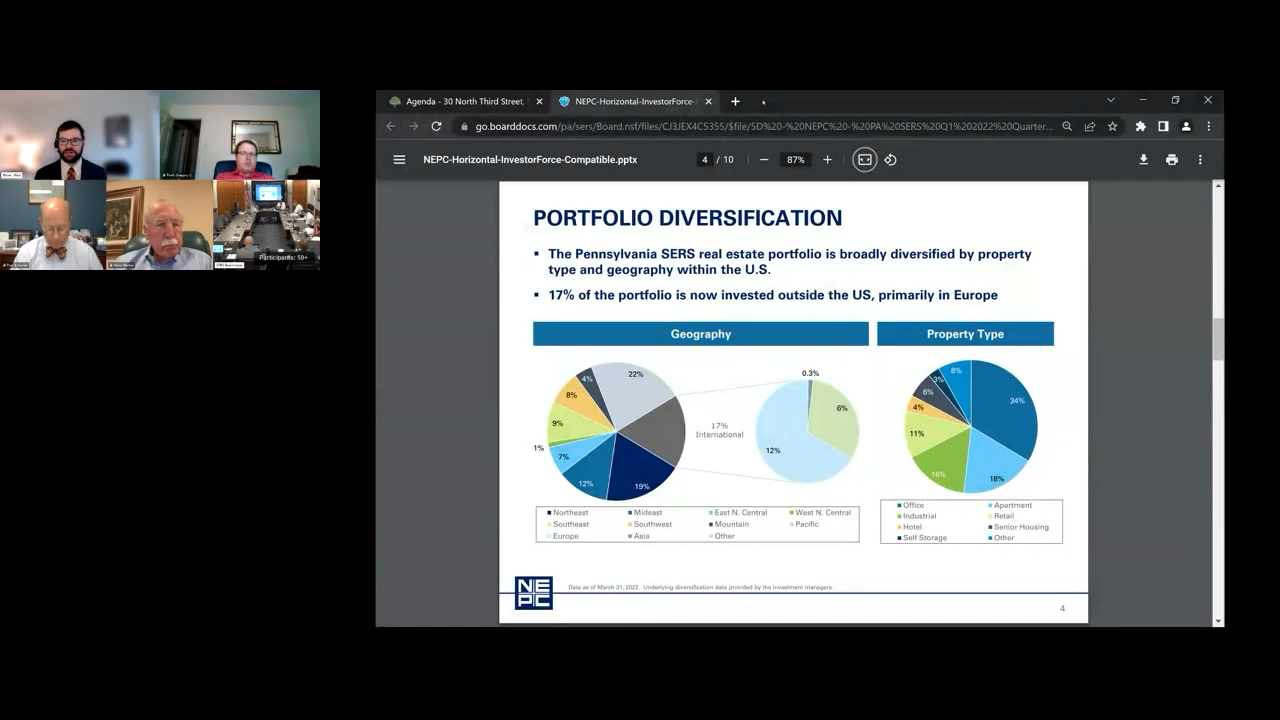 Agenda - 30 North Third Street,
NEPC-Horizontal-InvestorForce-
go.boarddocs.com/pa/sers/Board.nsf/files/CJ3JEX4C5355/$file/5D%20-%20NEPC%20-%20PA%20SERS%20Q1%202022%20Quarter...
NEPC-Horizontal-InvestorForce-Compatible.pptx
4 / 10
87%
Participants: 50+
PORTFOLIO DIVERSIFICATION
▪ The Pennsylvania SERS real estate portfolio is broadly diversified by property
type and geography within the U.S.
▪ 17% of the portfolio is now invested outside the US, primarily in Europe
Geography
22%
4%
8%
9%
1%
7%
12%
19%
17%
International
0.3%
6%
12%
Northeast Mideast East N. Central West N. Central
Southeast Southwest Mountain Pacific
Europe Asia Other
Property Type
8%
3%
6%
4%
11%
16%
18%
34%
Office Apartment
Industrial Retail
Hotel Senior Housing
Self Storage Other
NE
PC
Data as of March 31, 2022. Underlying diversification data provided by the investment managers.
4